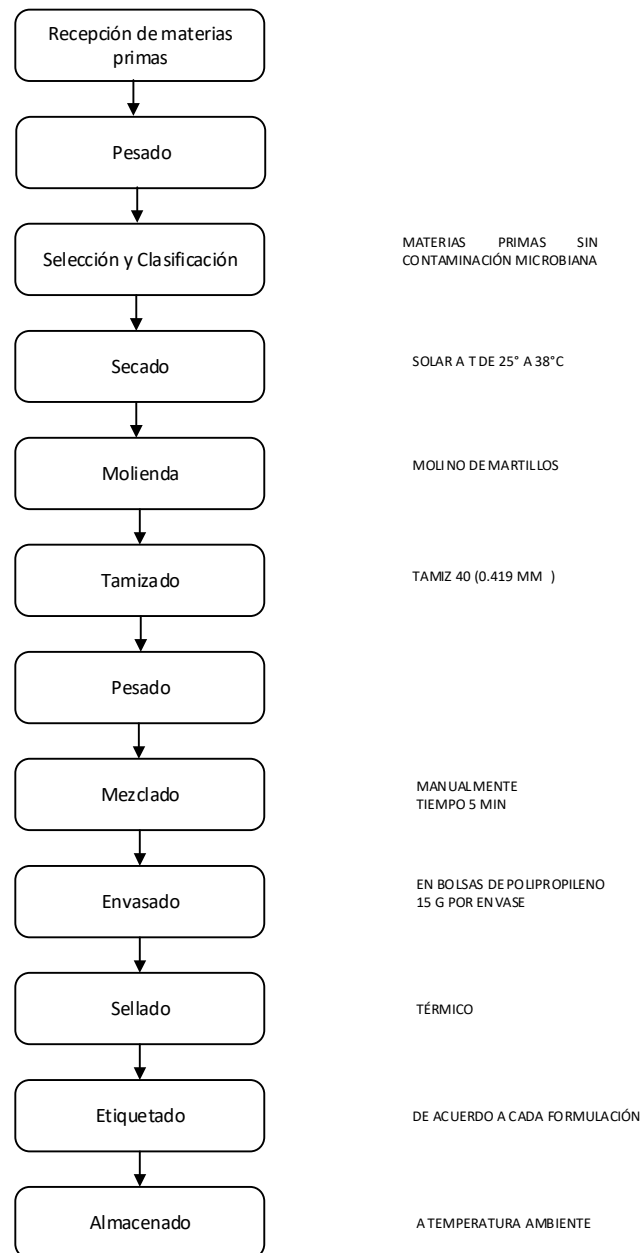 Recepción de materias
primas
Pesado
Selección y Clasificación
MATERIAS PRIMAS SIN
CONTAMINACIÓN MICROBIANA
Secado
SOLAR A T DE 25° A 38°C
Molienda
MOLINO DE MARTILLOS
Tamizado
TAMIZ 40 (0.419 MM )
Pesado
Mezclado
MANUALMENTE
TIEMPO 5 MIN
Envasado
EN BOLSAS DE POLIPROPILENO
15 G POR ENVASE
Sellado
TÉRMICO
Etiquetado
DE ACUERDO A CADA FORMULACIÓN
Almacenado
A TEMPERATURA AMBIENTE